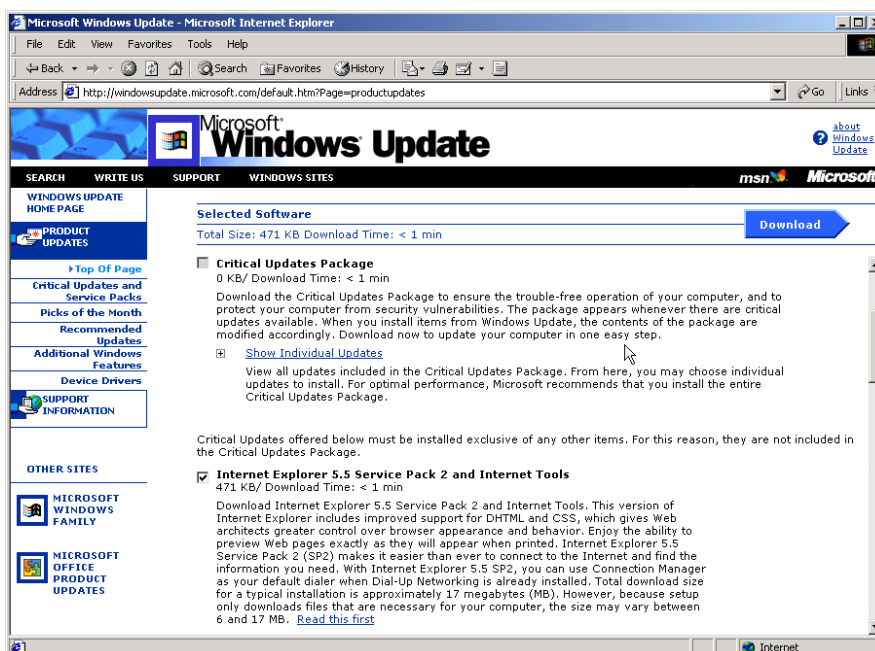 Microsoft Windows Update - Microsoft Internet Explorer
File Edit View Favorites Tools Help
Back Search Favorites History
Address http://windowsupdate.microsoft.com/default.htm?Page=productupdates Go Links
Microsoft
Windows Update
about
Windows
Update
SEARCH WRITE US SUPPORT WINDOWS SITES msn Microsoft
WINDOWS UPDATE
HOME PAGE
PRODUCT
UPDATES
Top Of Page
Critical Updates and
Service Packs
Picks of the Month
Recommended
Updates
Additional Windows
Features
Device Drivers
SUPPORT
INFORMATION
OTHER SITES
MICROSOFT
WINDOWS
FAMILY
MICROSOFT
OFFICE
PRODUCT
UPDATES
Selected Software
Total Size: 471 KB Download Time: < 1 min
Download
Critical Updates Package
0 KB/ Download Time: < 1 min
Download the Critical Updates Package to ensure the trouble-free operation of your computer, and to
protect your computer from security vulnerabilities. The package appears whenever there are critical
updates available. When you install items from Windows Update, the contents of the package are
modified accordingly. Download now to update your computer in one easy step.
Show Individual Updates
View all updates included in the Critical Updates Package. From here, you may choose individual
updates to install. For optimal performance, Microsoft recommends that you install the entire
Critical Updates Package.
Critical Updates offered below must be installed exclusive of any other items. For this reason, they are not included in
the Critical Updates Package.
Internet Explorer 5.5 Service Pack 2 and Internet Tools
471 KB/ Download Time: < 1 min
Download Internet Explorer 5.5 Service Pack 2 and Internet Tools. This version of
Internet Explorer includes improved support for DHTML and CSS, which gives Web
architects greater control over browser appearance and behavior. Enjoy the ability to
preview Web pages exactly as they will appear when printed. Internet Explorer 5.5
Service Pack 2 (SP2) makes it easier than ever to connect to the Internet and find the
information you need. With Internet Explorer 5.5 SP2, you can use Connection Manager
as your default dialer when Dial-Up Networking is already installed. Total download size
for a typical installation is approximately 17 megabytes (MB). However, because setup
only downloads files that are necessary for your computer, the size may vary between
6 and 17 MB. Read this first
Internet